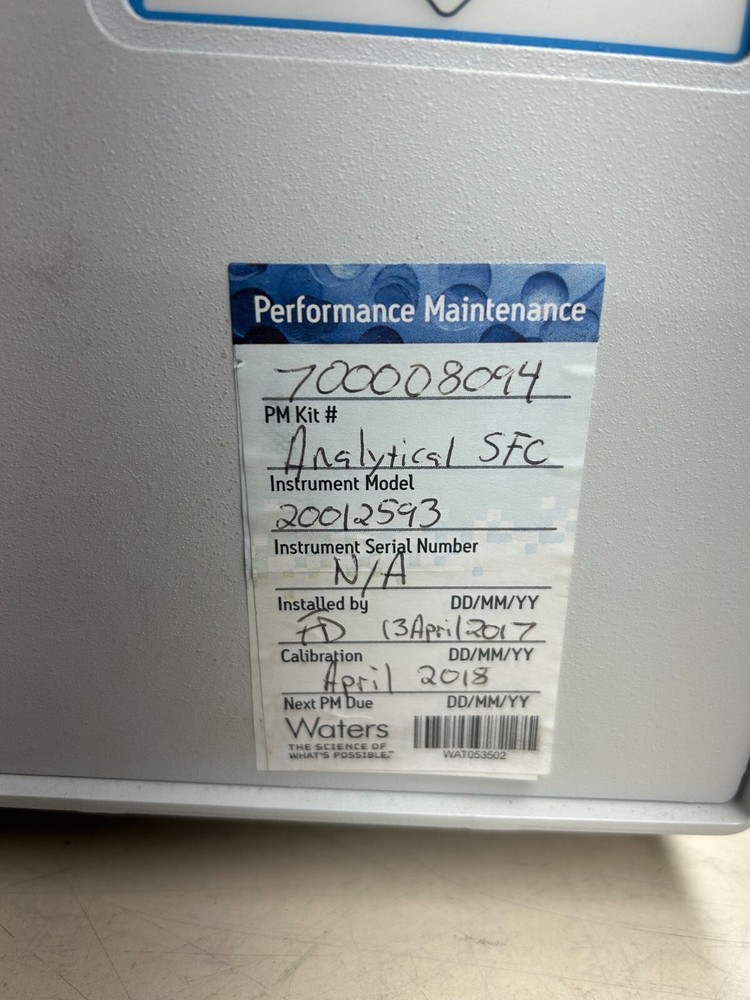 Performance Maintenance
700008094
PM Kit #
Analytical SFC
Instrument Model
20012593
Instrument Serial Number
N/A
Installed by DD/MM/YY
FD 13April2017
Calibration DD/MM/YY
April 2018
Next PM Due DD/MM/YY
Waters
THE SCIENCE OF
WHAT'S POSSIBLE.™
WAT053502